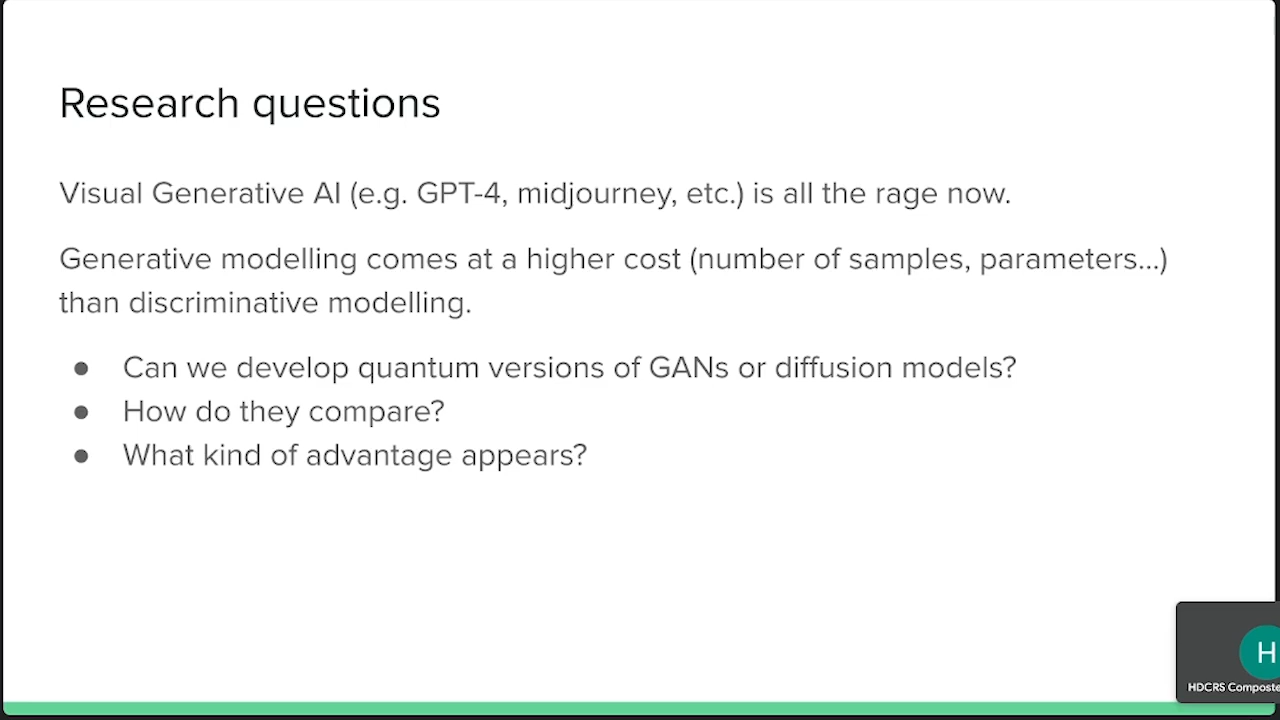 Research questions
Visual Generative AI (e.g. GPT-4, midjourney, etc.) is all the rage now.
Generative modelling comes at a higher cost (number of samples, parameters...)
than discriminative modelling.
● Can we develop quantum versions of GANs or diffusion models?
● How do they compare?
● What kind of advantage appears?
H
HDCRS Composte